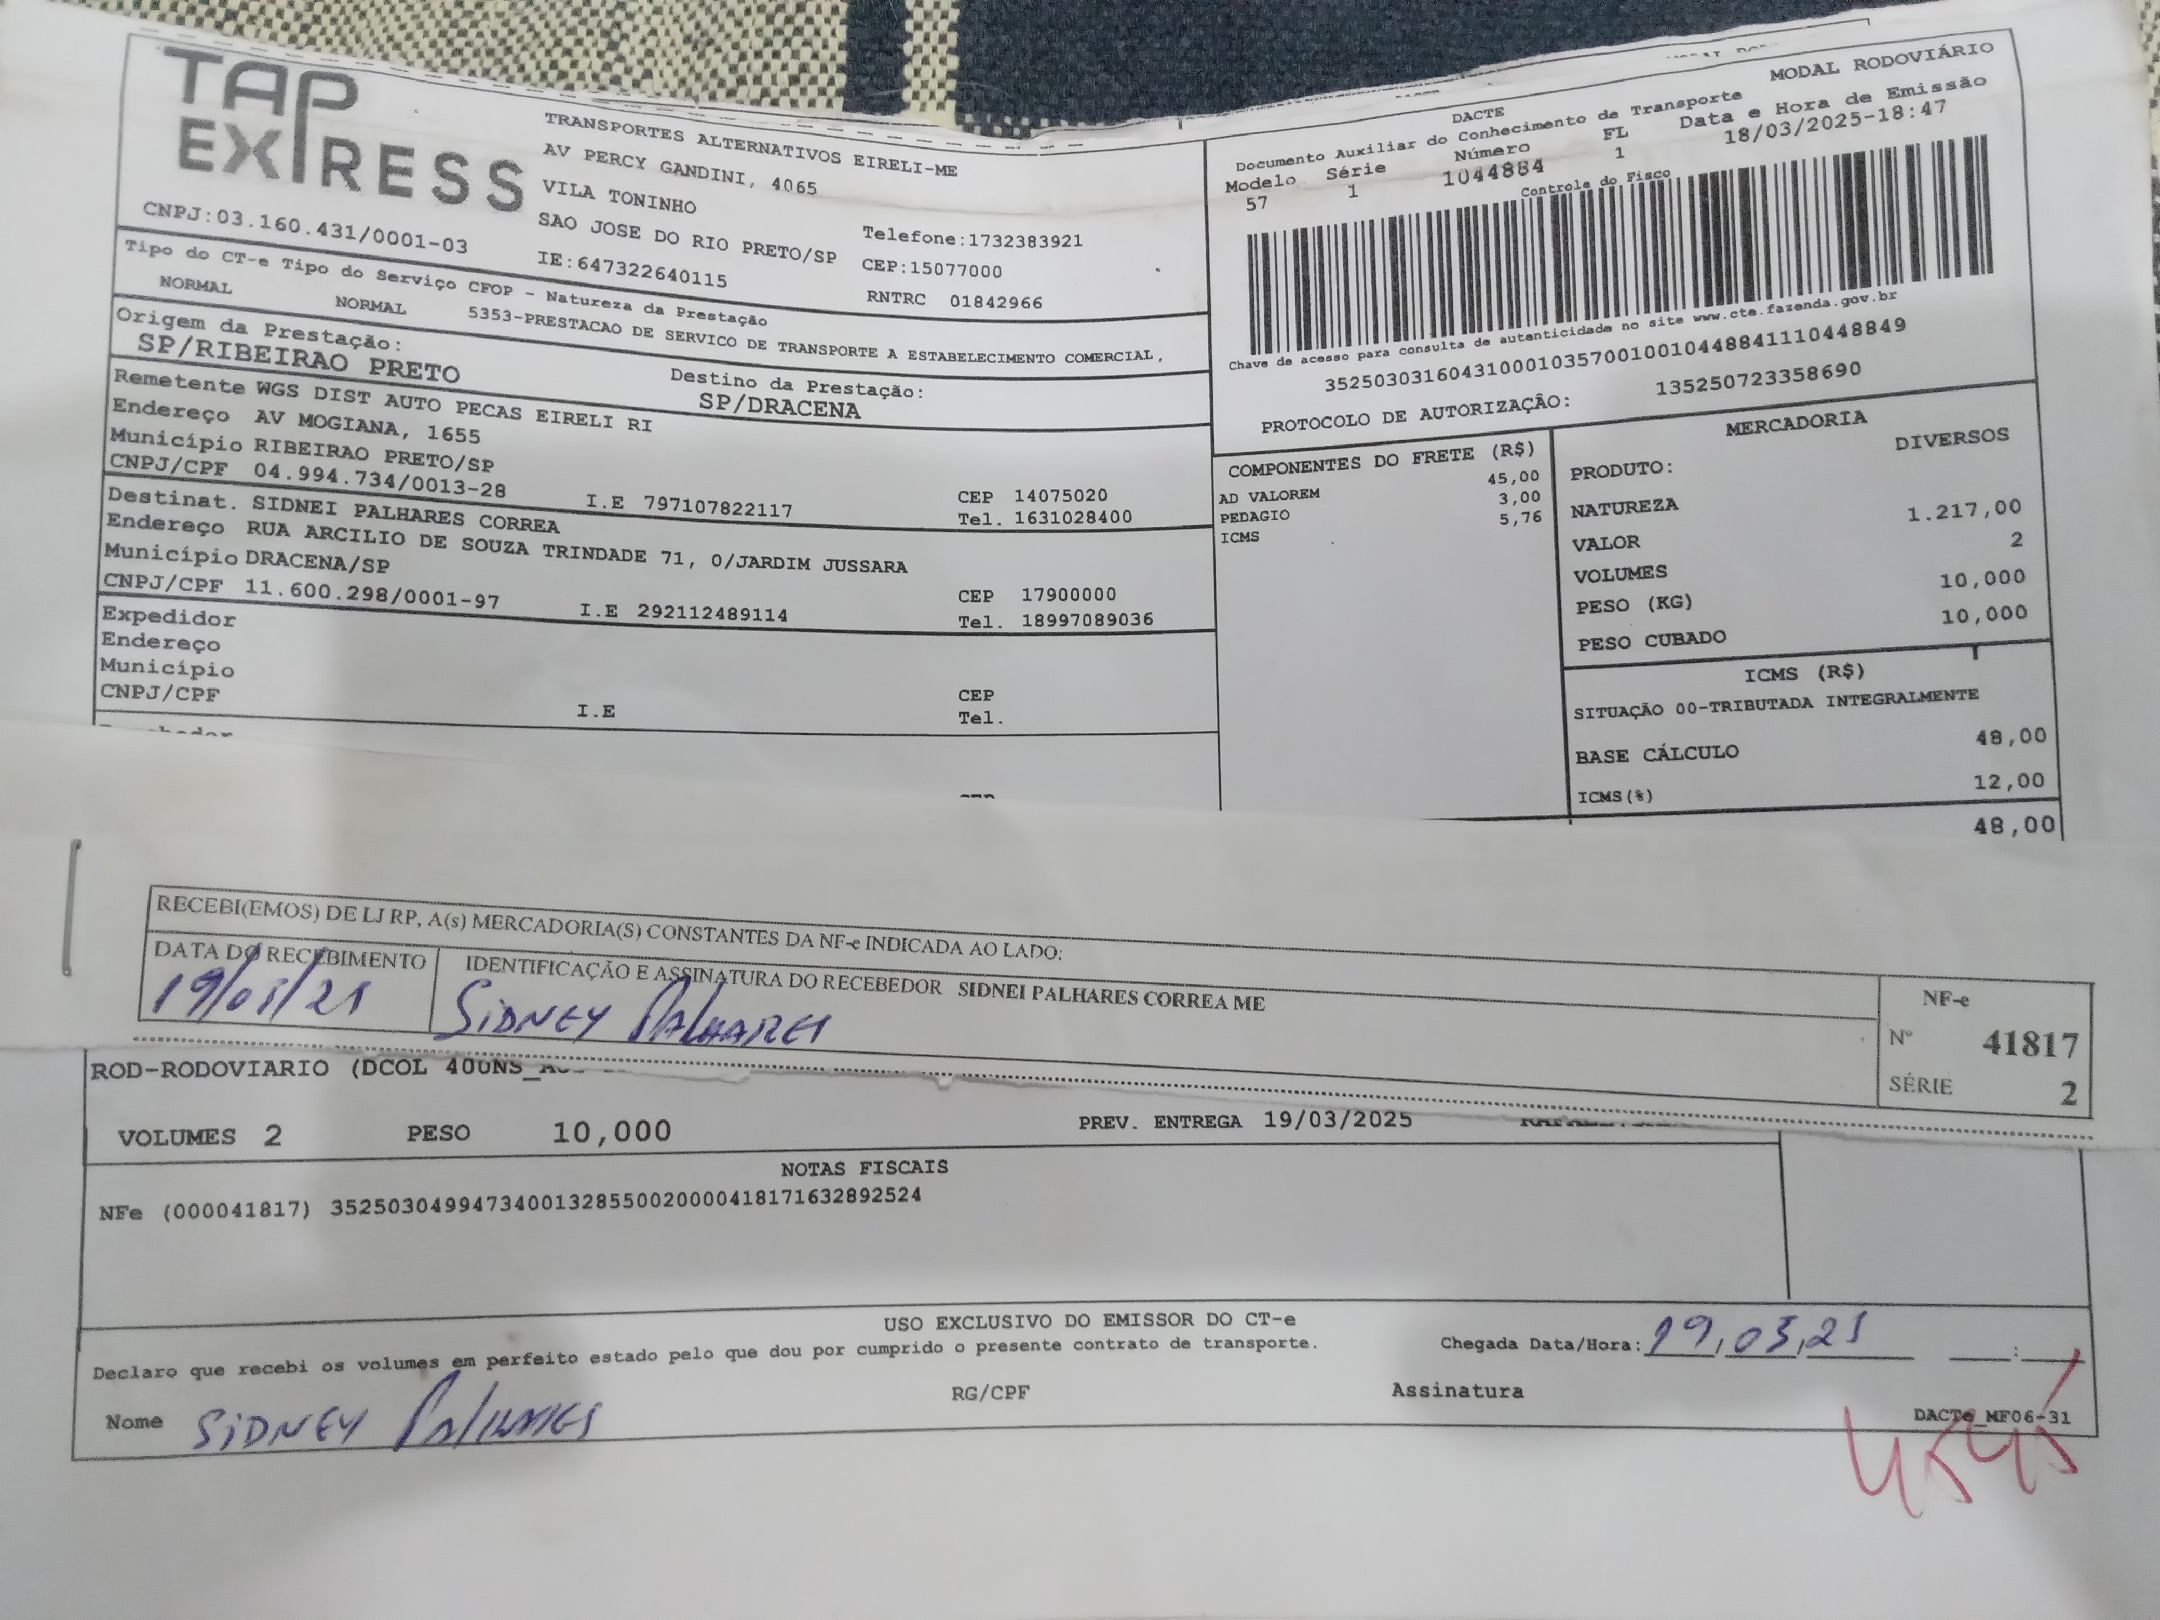 TAP EXPRESS
TRANSPORTES ALTERNATIVOS EIRELI-ME
AV PERCY GANDINI, 4065
VILA TONINHO
SAO JOSE DO RIO PRETO/SP
CNPJ:03.160.431/0001-03
IE:647322640115
Telefone:1732383921
CEP:15077000
RNTRC 01842966
DACTE
MODAL RODOVIÁRIO
Documento Auxiliar do Conhecimento de Transporte
Modelo Série Número FL Data e Hora de Emissão
57 1 1044884 1 18/03/2025-18:47
Controle do Fisco
Chave de acesso para consulta de autenticidade no site www.cte.fazenda.gov.br
35250303160431000103570010010448841110448849
PROTOCOLO DE AUTORIZAÇÃO: 135250723358690
Tipo do CT-e Tipo do Serviço CFOP - Natureza da Prestação
NORMAL NORMAL 5353-PRESTACAO DE SERVICO DE TRANSPORTE A ESTABELECIMENTO COMERCIAL,
Origem da Prestação:
SP/RIBEIRAO PRETO
Destino da Prestação:
SP/DRACENA
Remetente WGS DIST AUTO PECAS EIRELI RI
Endereço AV MOGIANA, 1655
Município RIBEIRAO PRETO/SP
CNPJ/CPF 04.994.734/0013-28 I.E 797107822117
CEP 14075020
Tel. 1631028400
Destinat. SIDNEI PALHARES CORREA
Endereço RUA ARCILIO DE SOUZA TRINDADE 71, 0/JARDIM JUSSARA
Município DRACENA/SP
CNPJ/CPF 11.600.298/0001-97 I.E 292112489114
CEP 17900000
Tel. 18997089036
Expedidor
Endereço
Município
CNPJ/CPF I.E
CEP
Tel.
COMPONENTES DO FRETE (R$)
45,00
AD VALOREM 3,00
PEDAGIO 5,76
ICMS
MERCADORIA
PRODUTO: DIVERSOS
NATUREZA
VALOR 1.217,00
VOLUMES 2
PESO (KG) 10,000
PESO CUBADO 10,000
ICMS (R$)
SITUAÇÃO 00-TRIBUTADA INTEGRALMENTE
BASE CÁLCULO 48,00
ICMS(%) 12,00
48,00
RECEBI(EMOS) DE LJ RP, A(s) MERCADORIA(S) CONSTANTES DA NF-e INDICADA AO LADO:
DATA DO RECEBIMENTO IDENTIFICAÇÃO E ASSINATURA DO RECEBEDOR SIDNEI PALHARES CORREA ME
SiDNEY PALHARES
NF-e
Nº 41817
SÉRIE 2
ROD-RODOVIARIO (DCOL
VOLUMES 2 PESO 10,000 PREV. ENTREGA 19/03/2025
NOTAS FISCAIS
NFe (000041817) 35250304994734001328550020000418171632892524
USO EXCLUSIVO DO EMISSOR DO CT-e
Declaro que recebi os volumes em perfeito estado pelo que dou por cumprido o presente contrato de transporte.
Chegada Data/Hora:
Nome SiDNEY PALHARES RG/CPF Assinatura
DACTe_MF06-31